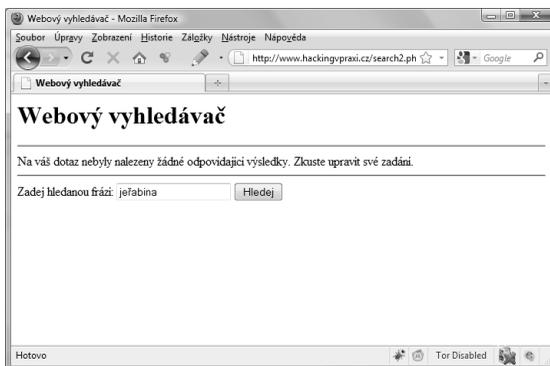 Webový vyhledávač - Mozilla Firefox
Soubor Úpravy Zobrazení Historie Záložky Nástroje Nápověda
http://www.hackingvpraxi.cz/search2.ph Google
Webový vyhledávač
Webový vyhledávač
Na váš dotaz nebyly nalezeny žádné odpovídající výsledky. Zkuste upravit své zadání.
Zadej hledanou frázi: jeřabina Hledej
Hotovo Tor Disabled